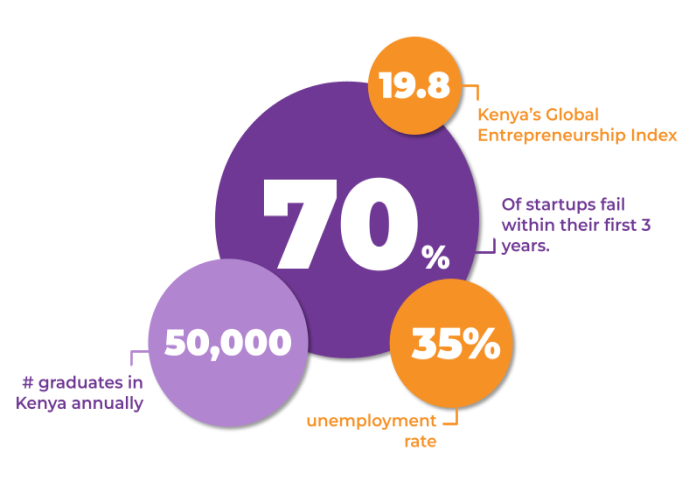 19.8
Kenya's Global
Entrepreneurship Index
70%
Of startups fail
within their first 3
years.
50,000
# graduates in
Kenya annually
35%
unemployment
rate